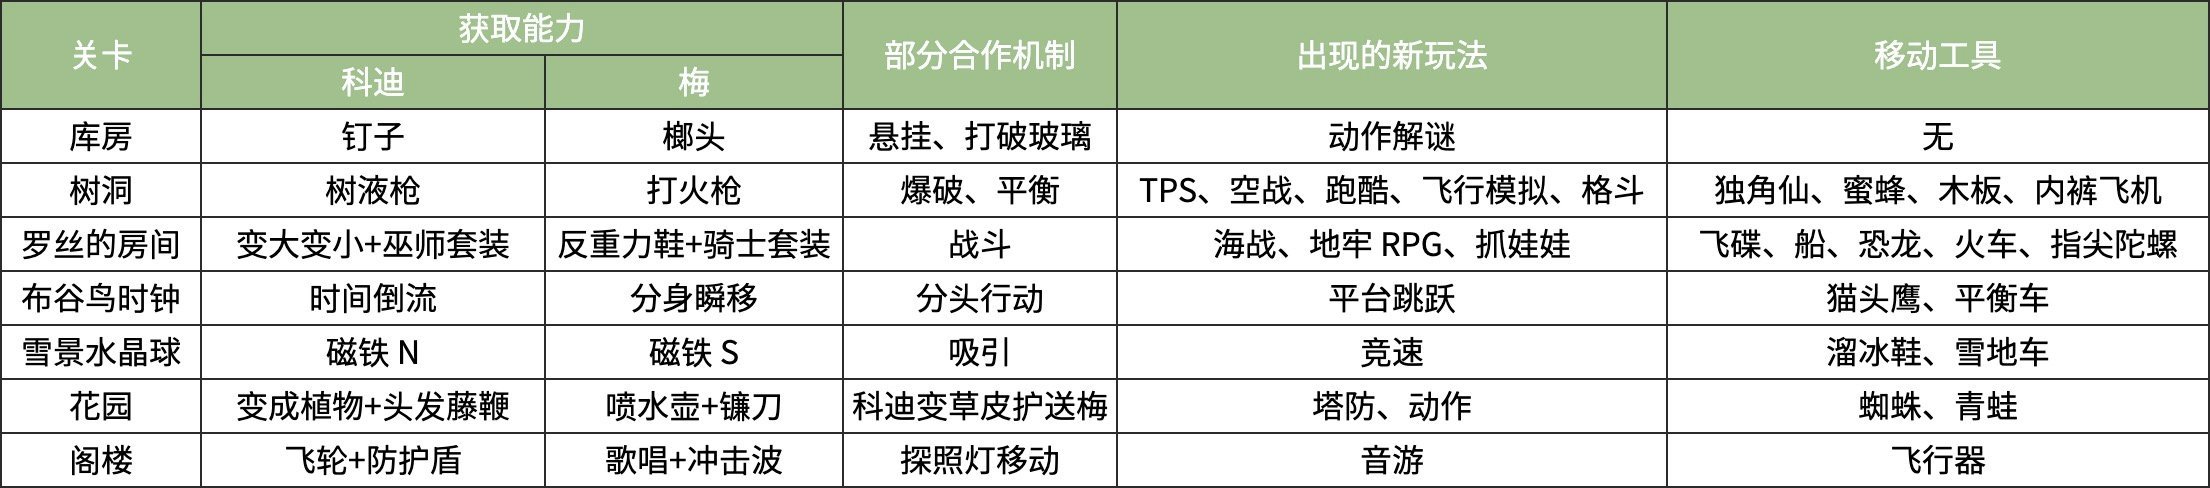 关卡 获取能力 部分合作机制 出现的新玩法 移动工具
科迪 梅
库房 钉子 榔头 悬挂、打破玻璃 动作解谜 无
树洞 树液枪 打火枪 爆破、平衡 TPS、空战、跑酷、飞行模拟、格斗 独角仙、蜜蜂、木板、内裤飞机
罗丝的房间 变大变小+巫师套装 反重力鞋+骑士套装 战斗 海战、地牢 RPG、抓娃娃 飞碟、船、恐龙、火车、指尖陀螺
布谷鸟时钟 时间倒流 分身瞬移 分头行动 平台跳跃 猫头鹰、平衡车
雪景水晶球 磁铁 N 磁铁 S 吸引 竞速 溜冰鞋、雪地车
花园 变成植物+头发藤鞭 喷水壶+镰刀 科迪变草皮护送梅 塔防、动作 蜘蛛、青蛙
阁楼 飞轮+防护盾 歌唱+冲击波 探照灯移动 音游 飞行器